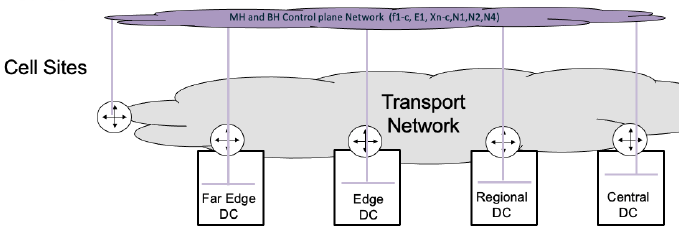 MH and BH Control plane Network (f1-c, E1, Xn-c,N1,N2,N4)
Cell Sites
Transport
Network
Far Edge
DC
Edge
DC
Regional
DC
Central
DC